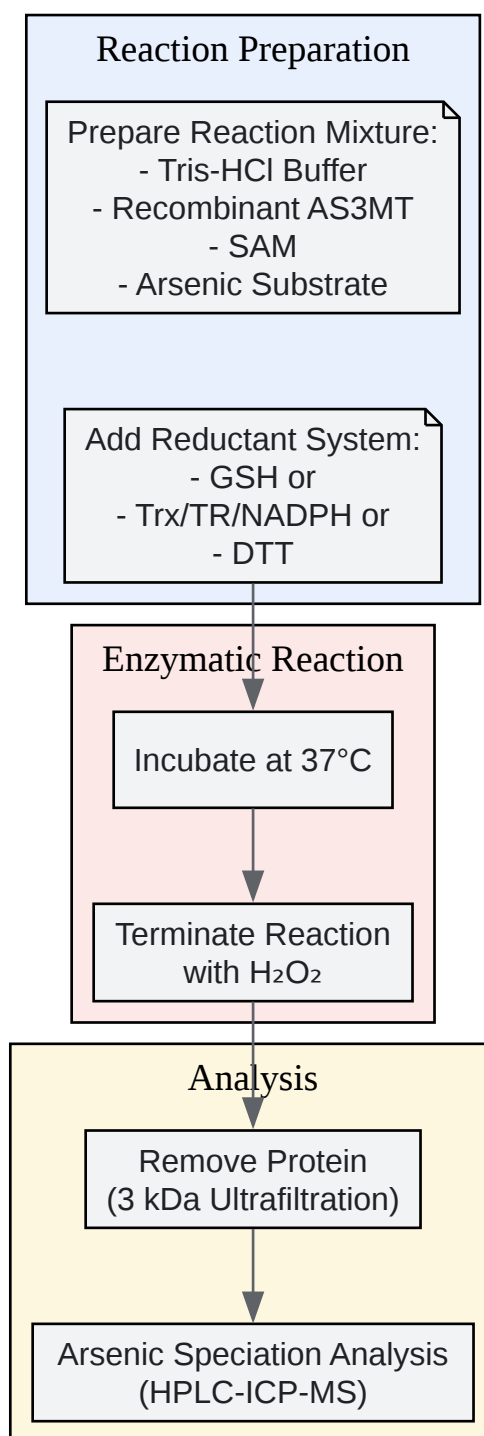 Reaction Preparation
Prepare Reaction Mixture:
- Tris-HCl Buffer
- Recombinant AS3MT
- SAM
- Arsenic Substrate
Add Reductant System:
- GSH or
- Trx/TR/NADPH or
- DTT
Enzymatic Reaction
Incubate at 37°C
Terminate Reaction
with H₂O₂
Analysis
Remove Protein
(3 kDa Ultrafiltration)
Arsenic Speciation Analysis
(HPLC-ICP-MS)